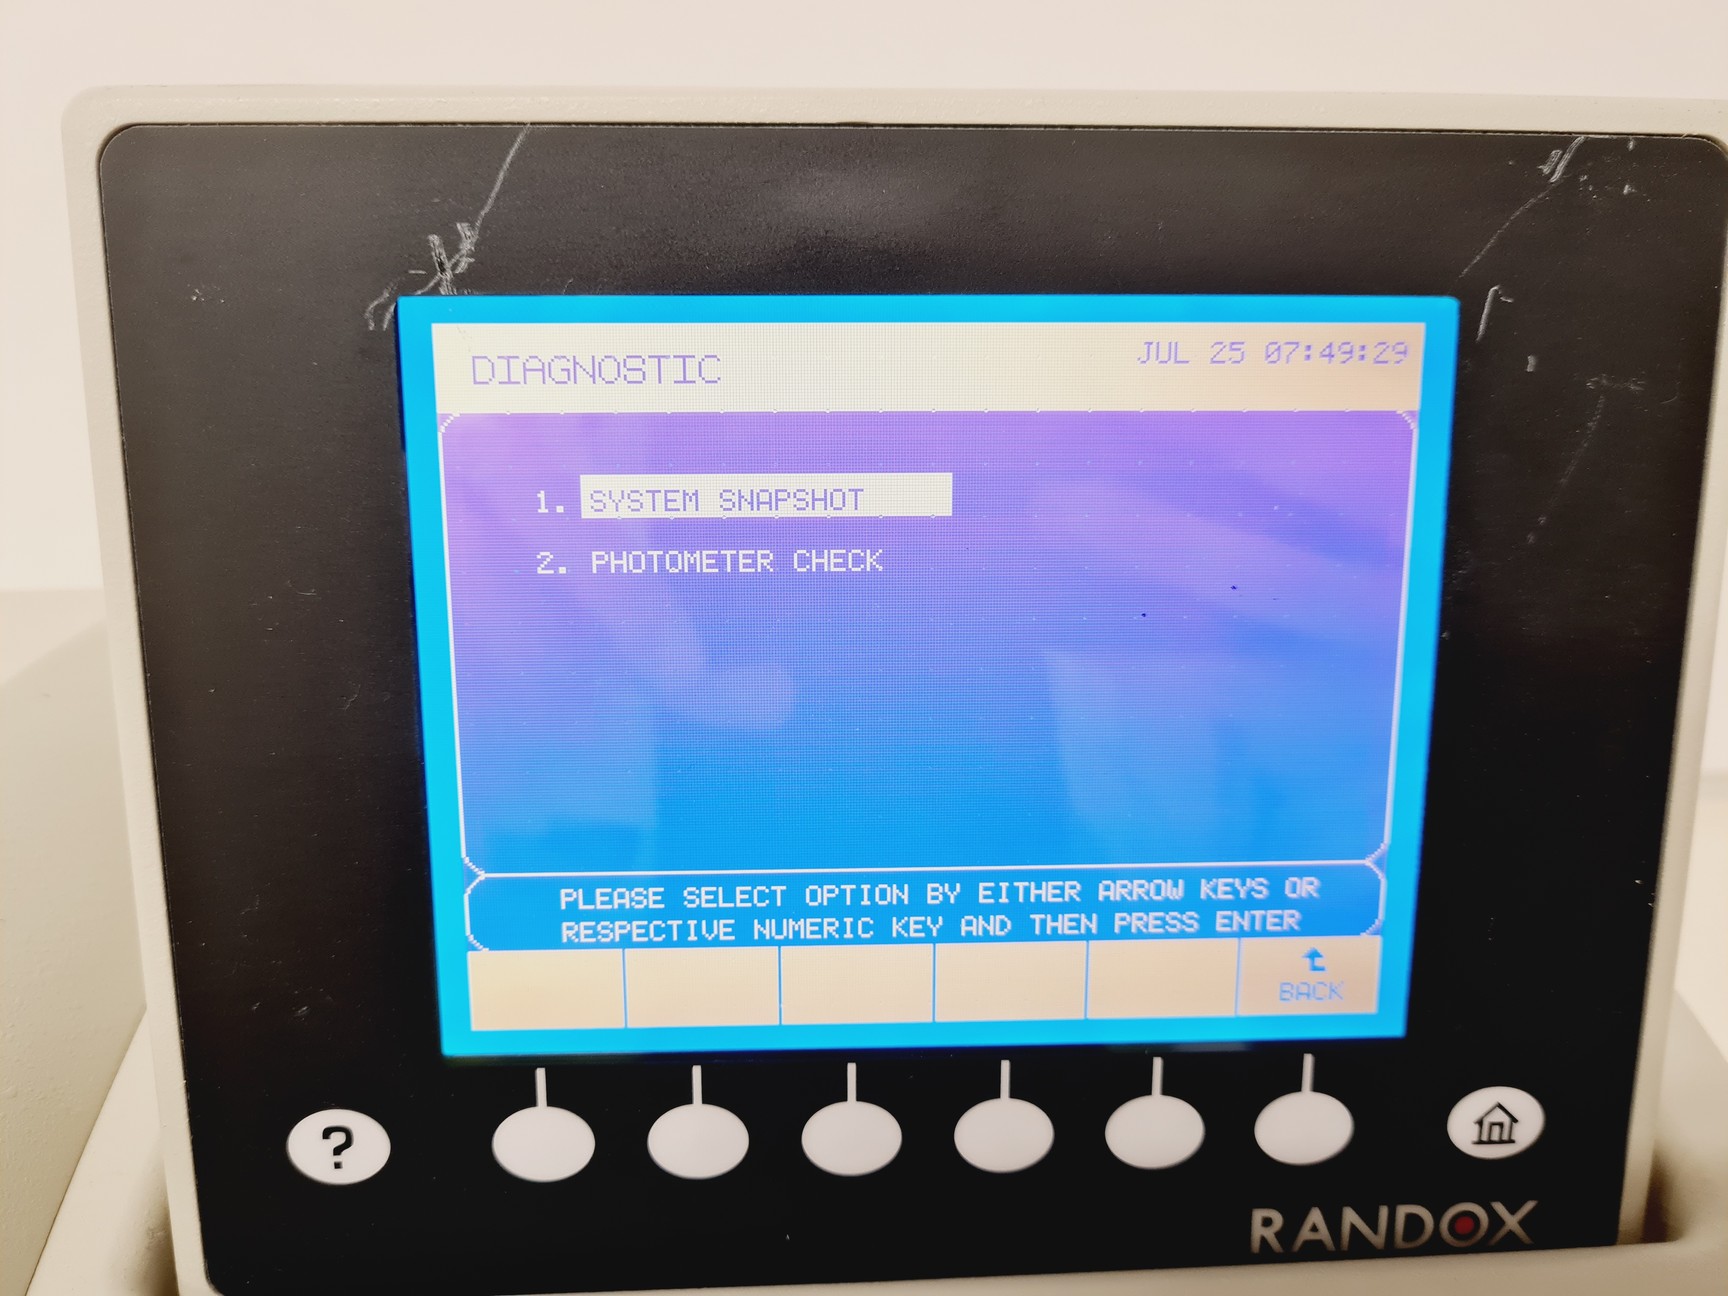 DIAGNOSTIC
JUL 25 07:49:29
1. SYSTEM SNAPSHOT
2. PHOTOMETER CHECK
PLEASE SELECT OPTION BY EITHER ARROW KEYS OR
RESPECTIVE NUMERIC KEY AND THEN PRESS ENTER
BACK
?
RANDOX